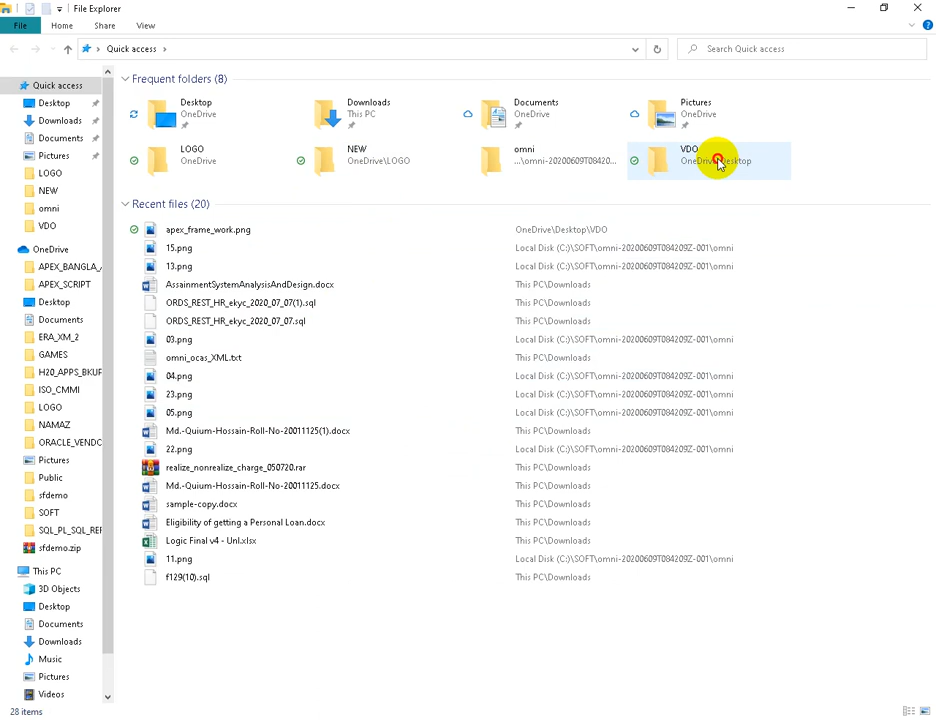 File Explorer
File Home Share View
Quick access
Search Quick access
Quick access
Desktop
Downloads
Documents
Pictures
LOGO
NEW
omni
VDO
OneDrive
APEX_BANGLA_
APEX_SCRIPT
Desktop
Documents
ERA_XM_2
GAMES
H20_APPS_BKUP
ISO_CMMI
LOGO
NAMAZ
ORACLE_VENDO
Pictures
Public
sfdemo
SOFT
SQL_PL_SQL_REF
sfdemo.zip
This PC
3D Objects
Desktop
Documents
Downloads
Music
Pictures
Videos
Frequent folders (8)
Desktop
OneDrive
Downloads
This PC
Documents
OneDrive
Pictures
OneDrive
LOGO
OneDrive
NEW
OneDrive\LOGO
omni
...\omni-20200609T08420...
VDO
OneDrive\Desktop
Recent files (20)
apex_frame_work.png OneDrive\Desktop\VDO
15.png Local Disk (C:)\SOFT\omni-20200609T084209Z-001\omni
13.png Local Disk (C:)\SOFT\omni-20200609T084209Z-001\omni
AssainmentSystemAnalysisAndDesign.docx This PC\Downloads
ORDS_REST_HR_ekyc_2020_07_07(1).sql This PC\Downloads
ORDS_REST_HR_ekyc_2020_07_07.sql This PC\Downloads
03.png Local Disk (C:)\SOFT\omni-20200609T084209Z-001\omni
omni_ocas_XML.txt This PC\Downloads
04.png Local Disk (C:)\SOFT\omni-20200609T084209Z-001\omni
23.png Local Disk (C:)\SOFT\omni-20200609T084209Z-001\omni
05.png Local Disk (C:)\SOFT\omni-20200609T084209Z-001\omni
Md.-Quium-Hossain-Roll-No-20011125(1).docx This PC\Downloads
22.png Local Disk (C:)\SOFT\omni-20200609T084209Z-001\omni
realize_nonrealize_charge_050720.rar This PC\Downloads
Md.-Quium-Hossain-Roll-No-20011125.docx This PC\Downloads
sample-copy.docx This PC\Downloads
Eligibility of getting a Personal Loan.docx This PC\Downloads
Logic Final v4 - Unl.xlsx This PC\Downloads
11.png Local Disk (C:)\SOFT\omni-20200609T084209Z-001\omni
f129(10).sql This PC\Downloads
28 items